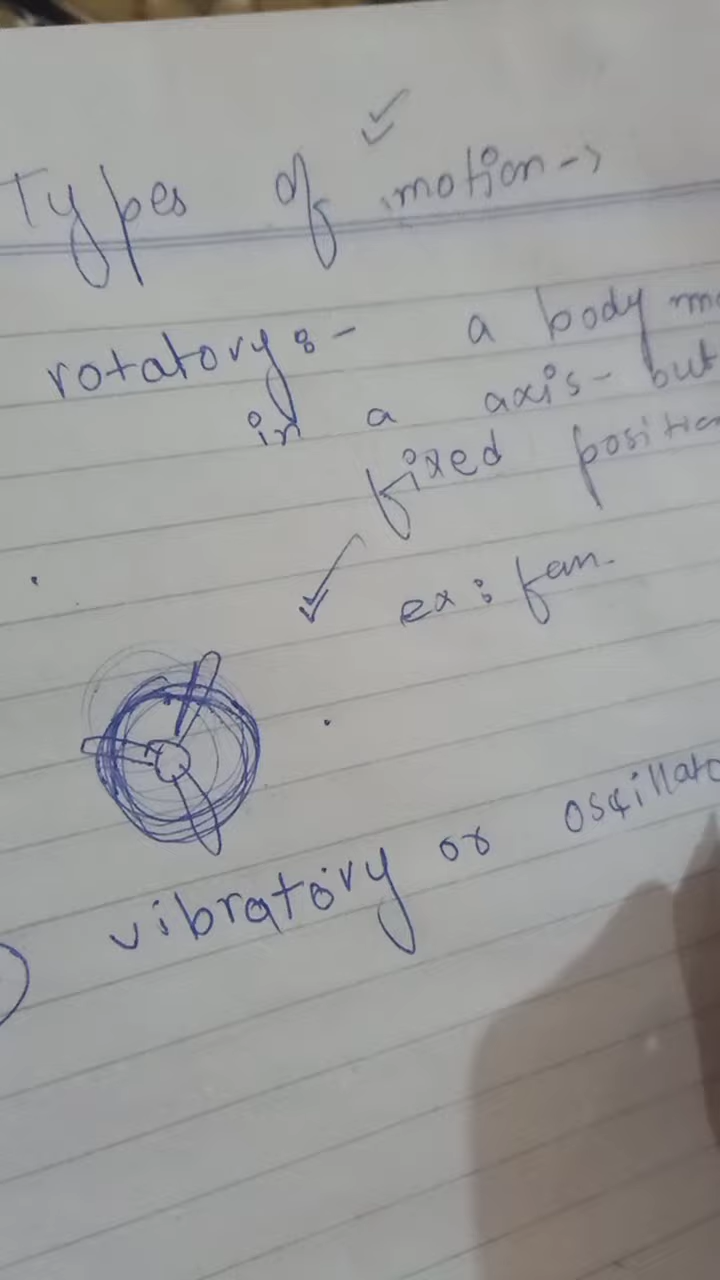 Types of motion->
rotatory:- a body
in a axis- but
fixed
ex: fan.
vibratory or